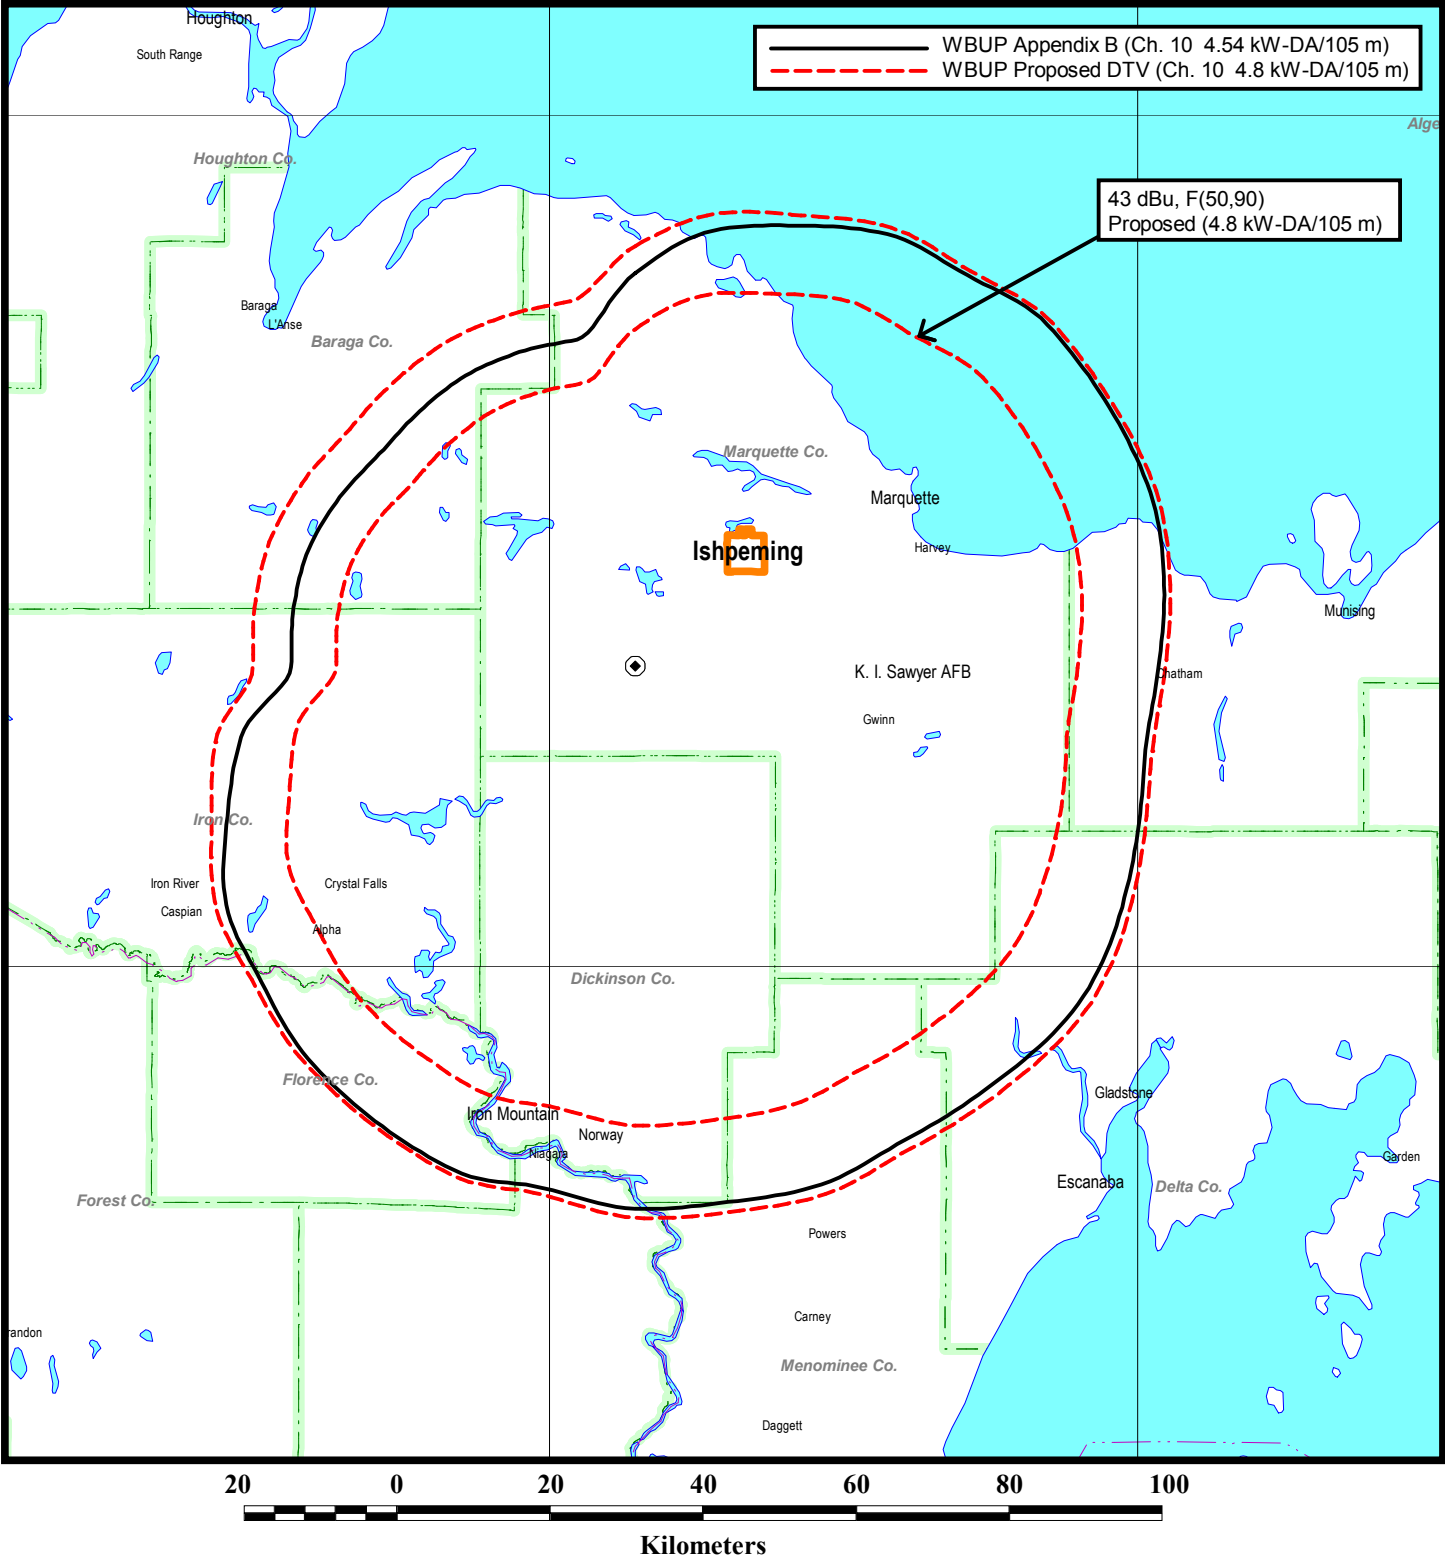 Houghton
South Range
WBUP Appendix B (Ch. 10 4.54 kW-DA/105 m)
WBUP Proposed DTV (Ch. 10 4.8 kW-DA/105 m)
Alge
Houghton Co.
43 dBu, F(50,90)
Proposed (4.8 kW-DA/105 m)
Baraga
L'Anse
Baraga Co.
Marquette Co.
Marquette
Harvey
Ishpeming
Munising
K. I. Sawyer AFB
Chatham
Gwinn
Iron Co.
Iron River
Crystal Falls
Caspian
Alpha
Dickinson Co.
Florence Co.
Gladstone
Iron Mountain
Norway
Niagara
Garden
Escanaba
Delta Co.
Forest Co.
Powers
Carney
randon
Menominee Co.
Daggett
20 0 20 40 60 80 100
Kilometers